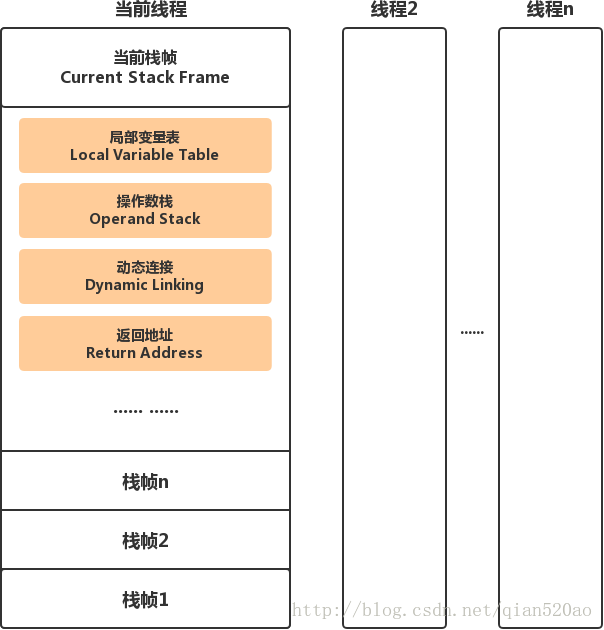 当前线程
线程2
线程n
当前栈帧
Current Stack Frame
局部变量表
Local Variable Table
操作数栈
Operand Stack
动态连接
Dynamic Linking
返回地址
Return Address
...... ......
......
栈帧n
栈帧2
栈帧1
http://blog.csdn.net/qian520ao